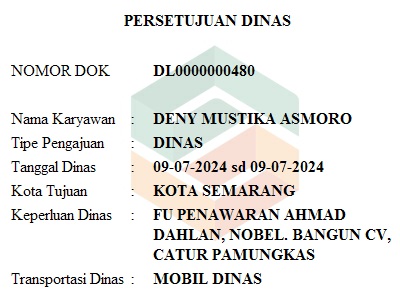 PERSETUJUAN DINAS
NOMOR DOK DL0000000480
Nama Karyawan : DENY MUSTIKA ASMORO
Tipe Pengajuan : DINAS
Tanggal Dinas : 09-07-2024 sd 09-07-2024
Kota Tujuan : KOTA SEMARANG
Keperluan Dinas : FU PENAWARAN AHMAD
DAHLAN, NOBEL. BANGUN CV,
CATUR PAMUNGKAS
Transportasi Dinas : MOBIL DINAS